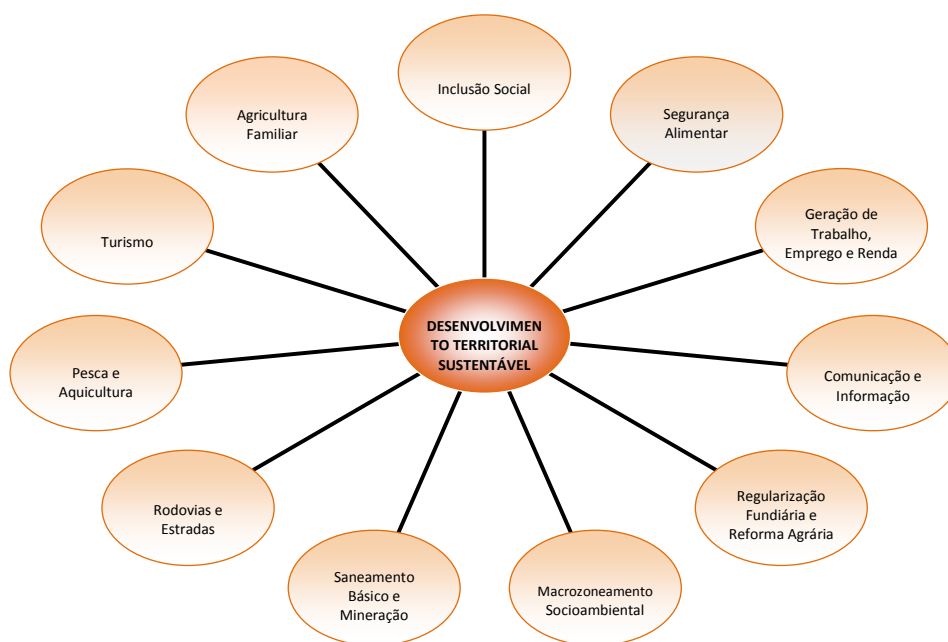 Inclusão Social
Segurança
Alimentar
Geração de
Trabalho,
Emprego e Renda
Comunicação e
Informação
Regularização
Fundiária e
Reforma Agrária
Macrozoneamento
Socioambiental
Saneamento
Básico e
Mineração
Rodovias e
Estradas
Pesca e
Aquicultura
Turismo
Agricultura
Familiar
DESENVOLVIMEN
TO TERRITORIAL
SUSTENTÁVEL